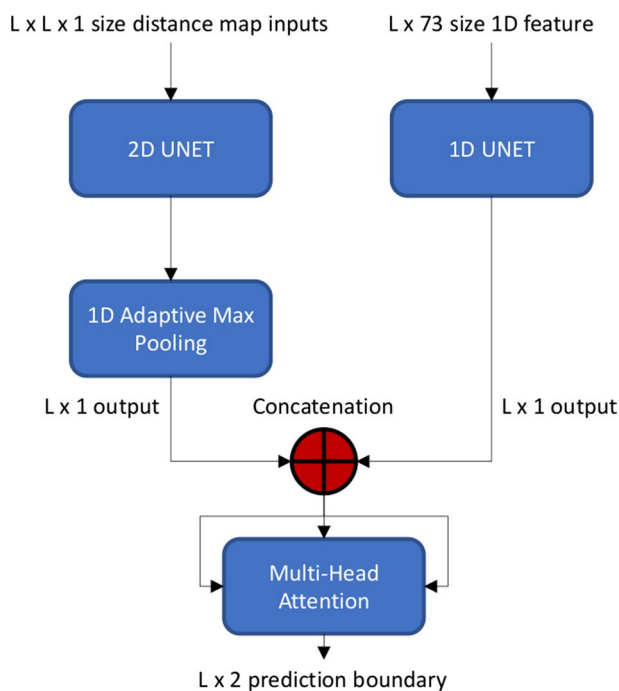 L x L x 1 size distance map inputs
L x 73 size 1D feature
2D UNET
1D UNET
1D Adaptive Max
Pooling
L x 1 output
Concatenation
L x 1 output
Multi-Head
Attention
L x 2 prediction boundary